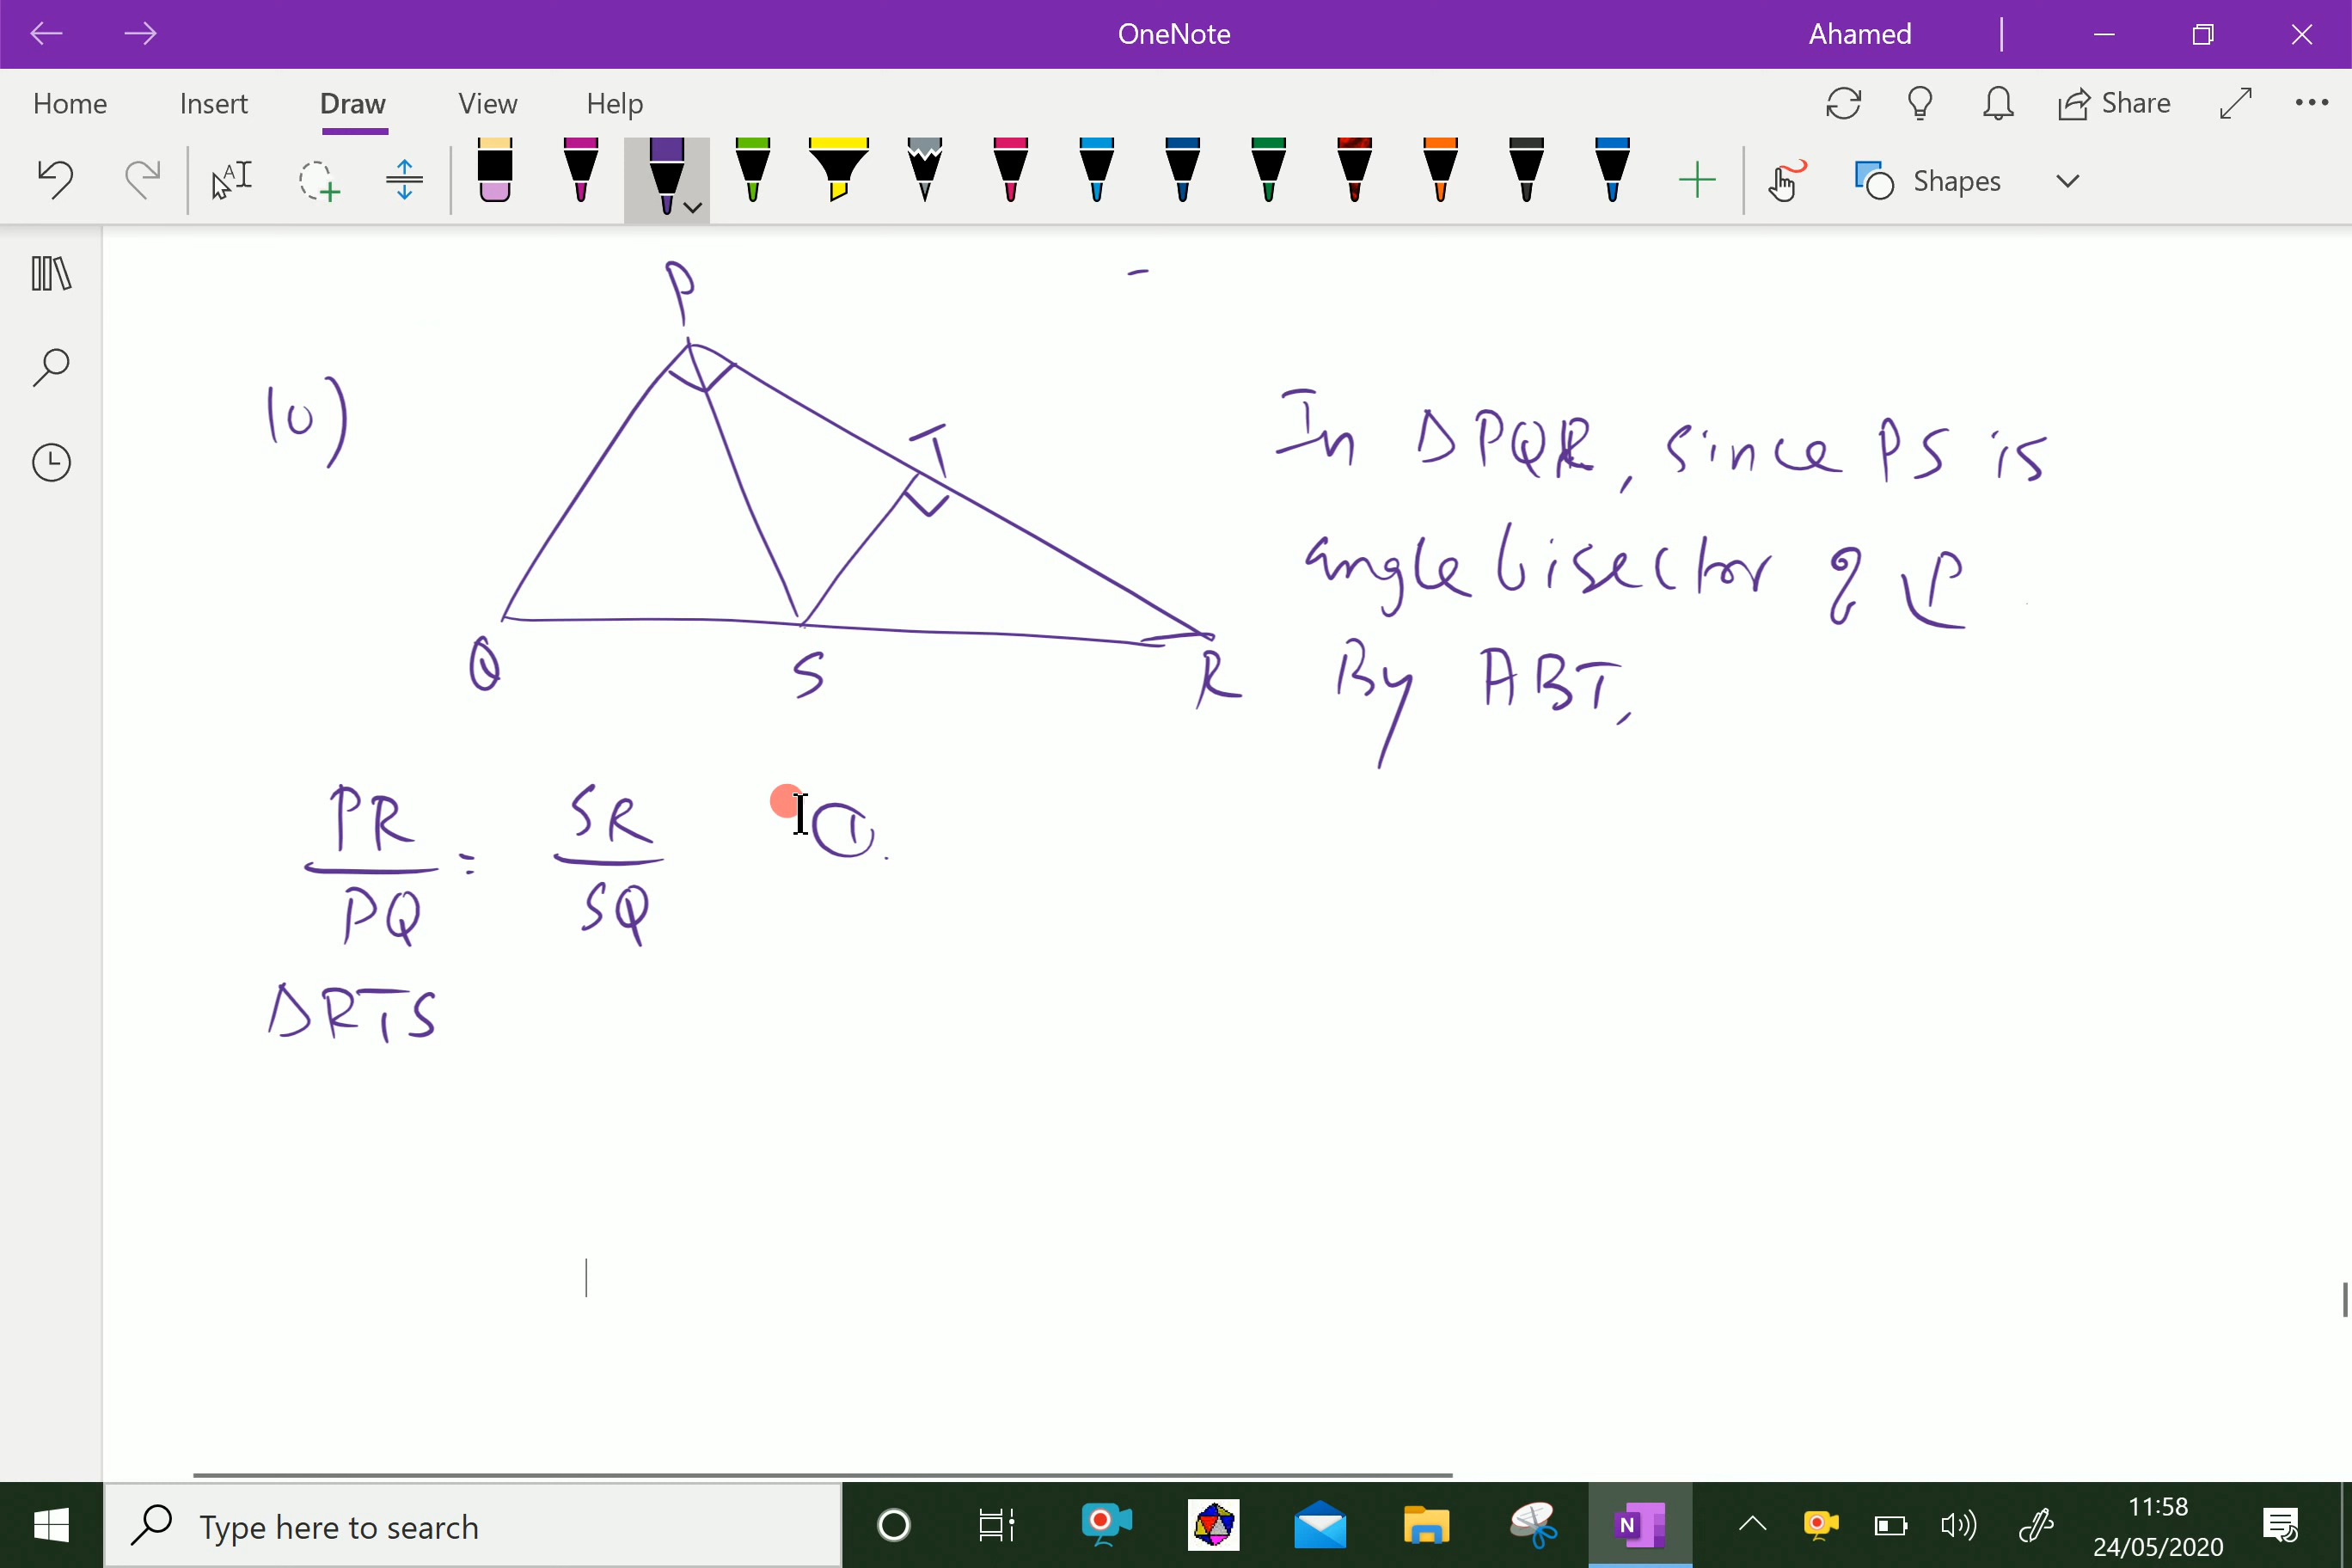 OneNote
Ahamed
Home Insert Draw View Help
Share
Shapes
P
10)
T
Q S R
In ΔPQR, since PS is
angle bisector of ∠P
By ABT,
PR/PQ = SR/SQ ①.
ΔRTS
Type here to search
N
11:58
24/05/2020